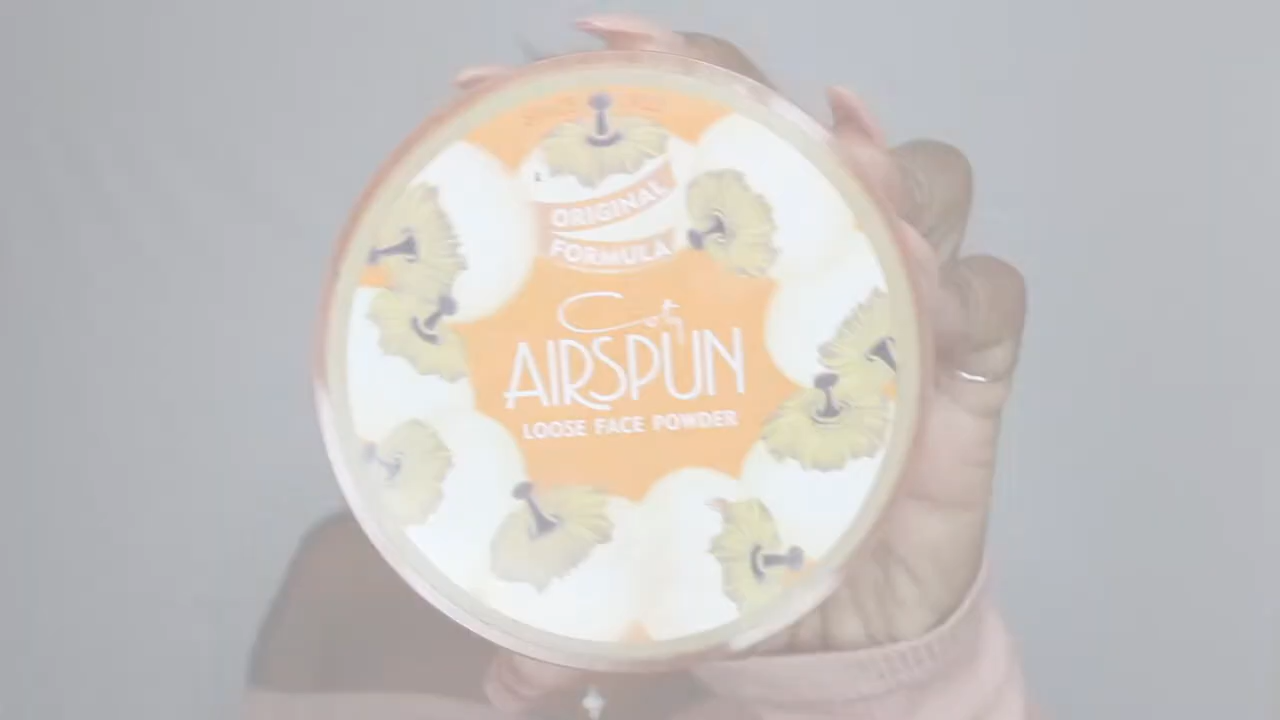 ORIGINAL
FORMULA
Coty
AIRSPUN
LOOSE FACE POWDER